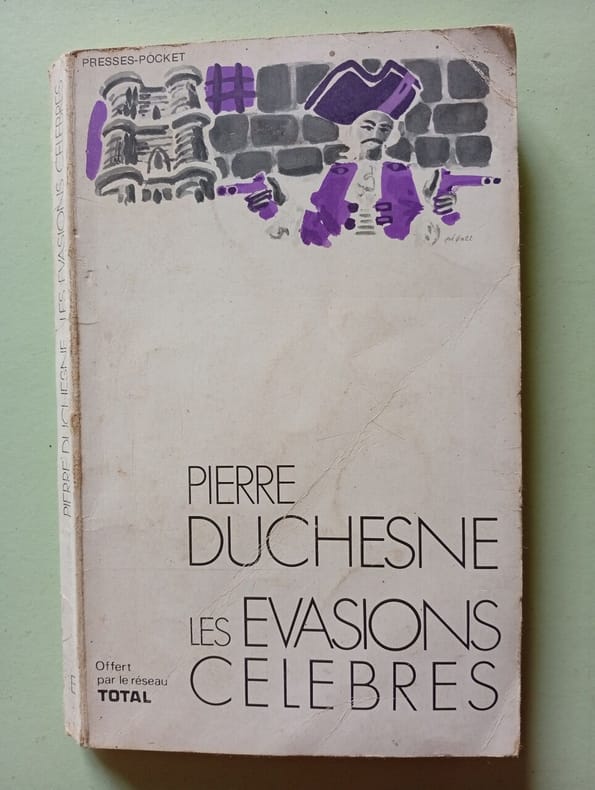 PRESSES-POCKET
PIERRE
DUCHESNE
LES EVASIONS
CELEBRES
Offert
par le réseau
TOTAL
PIERRE DUCHESNE LES EVASIONS CELEBRES